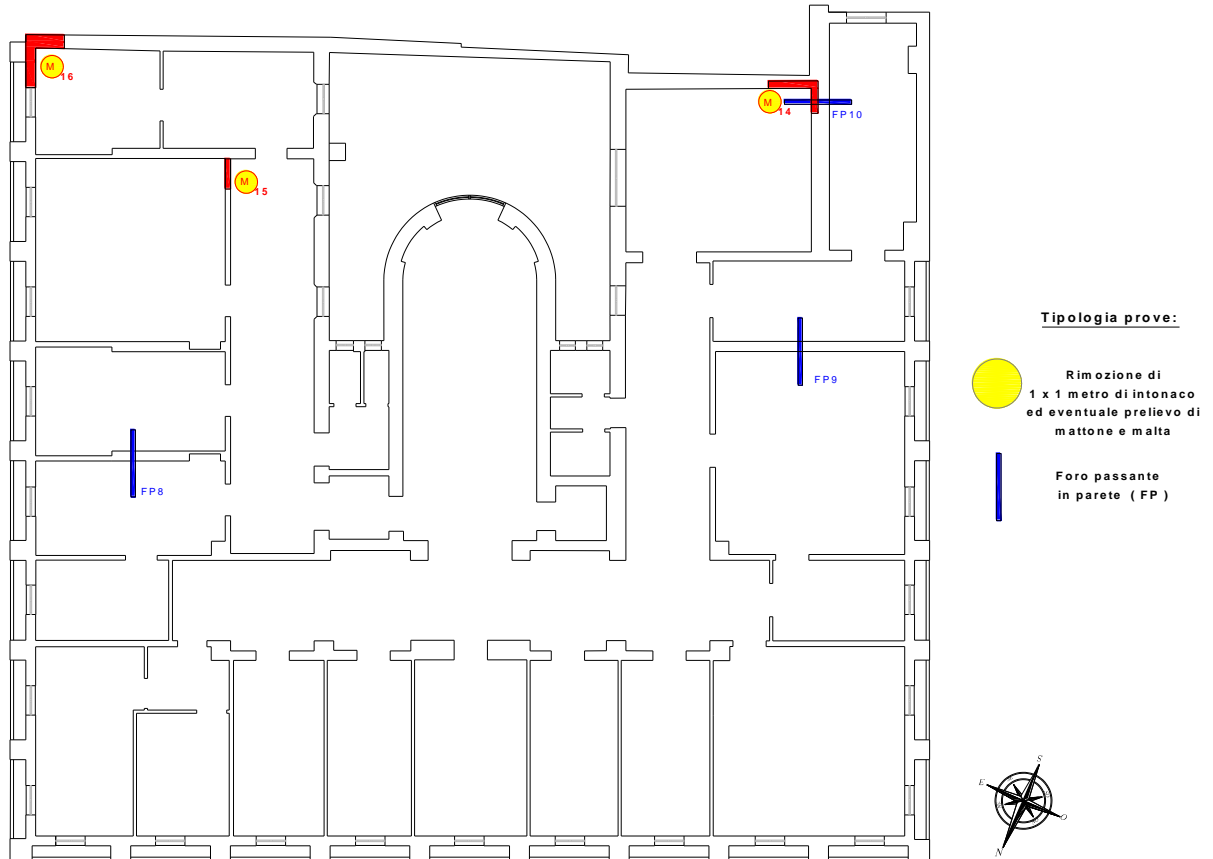 M
16
M
14
FP10
M
15
FP9
FP8
Tipologia prove:
Rimozione di
1 x 1 metro di intonaco
ed eventuale prelievo di
mattone e malta
Foro passante
in parete ( FP )
S
E
O
N